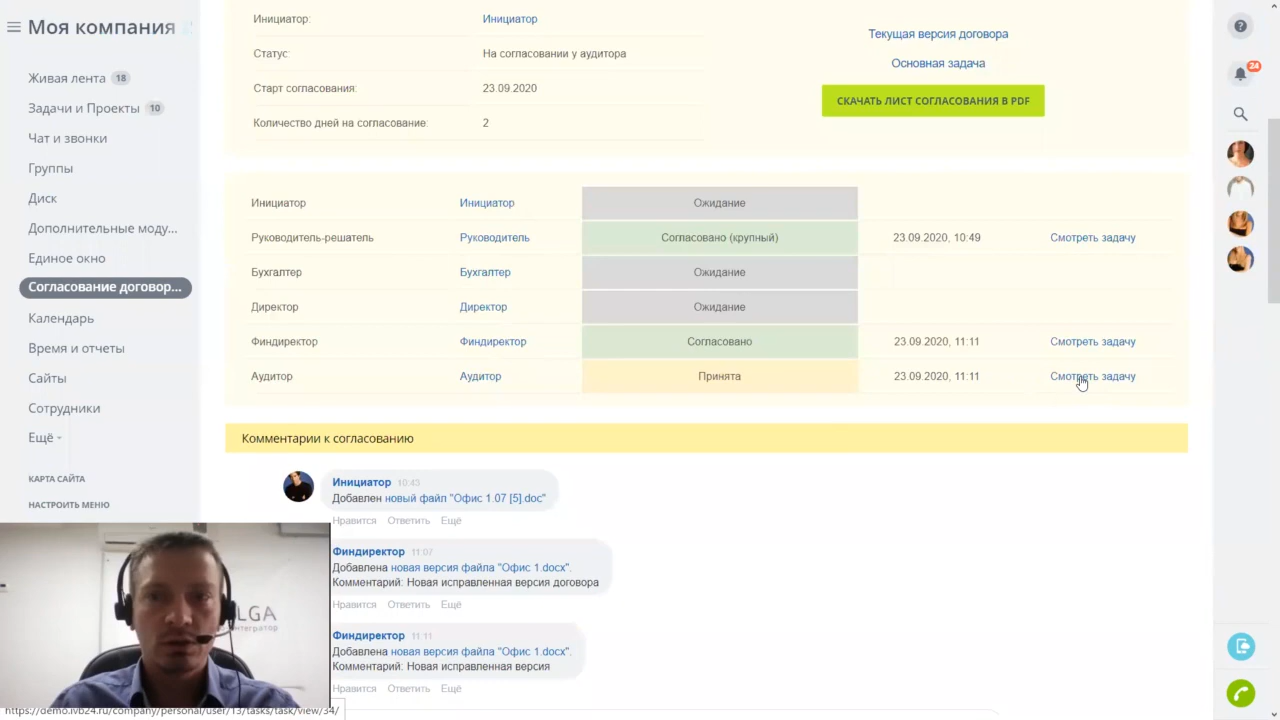 Моя компания
Живая лента 18
Задачи и Проекты 10
Чат и звонки
Группы
Диск
Дополнительные моду...
Единое окно
Согласование договор...
Календарь
Время и отчеты
Сайты
Сотрудники
Ещё
КАРТА САЙТА
НАСТРОИТЬ МЕНЮ
Инициатор: Инициатор
Статус: На согласовании у аудитора
Старт согласования: 23.09.2020
Количество дней на согласование: 2
Текущая версия договора
Основная задача
СКАЧАТЬ ЛИСТ СОГЛАСОВАНИЯ В PDF
Инициатор Инициатор Ожидание
Руководитель-решатель Руководитель Согласовано (крупный) 23.09.2020, 10:49 Смотреть задачу
Бухгалтер Бухгалтер Ожидание
Директор Директор Ожидание
Финдиректор Финдиректор Согласовано 23.09.2020, 11:11 Смотреть задачу
Аудитор Аудитор Принята 23.09.2020, 11:11 Смотреть задачу
Комментарии к согласованию
Инициатор 10:43
Добавлен новый файл "Офис 1.07 [5].doc"
Нравится Ответить Ещё
Финдиректор 11:07
Добавлена новая версия файла "Офис 1.docx".
Комментарий: Новая исправленная версия договора
Нравится Ответить Ещё
Финдиректор 11:11
Добавлена новая версия файла "Офис 1.docx".
Комментарий: Новая исправленная версия
Нравится Ответить Ещё
24
https://demo.ivb24.ru/company/personal/user/13/tasks/task/view/34/